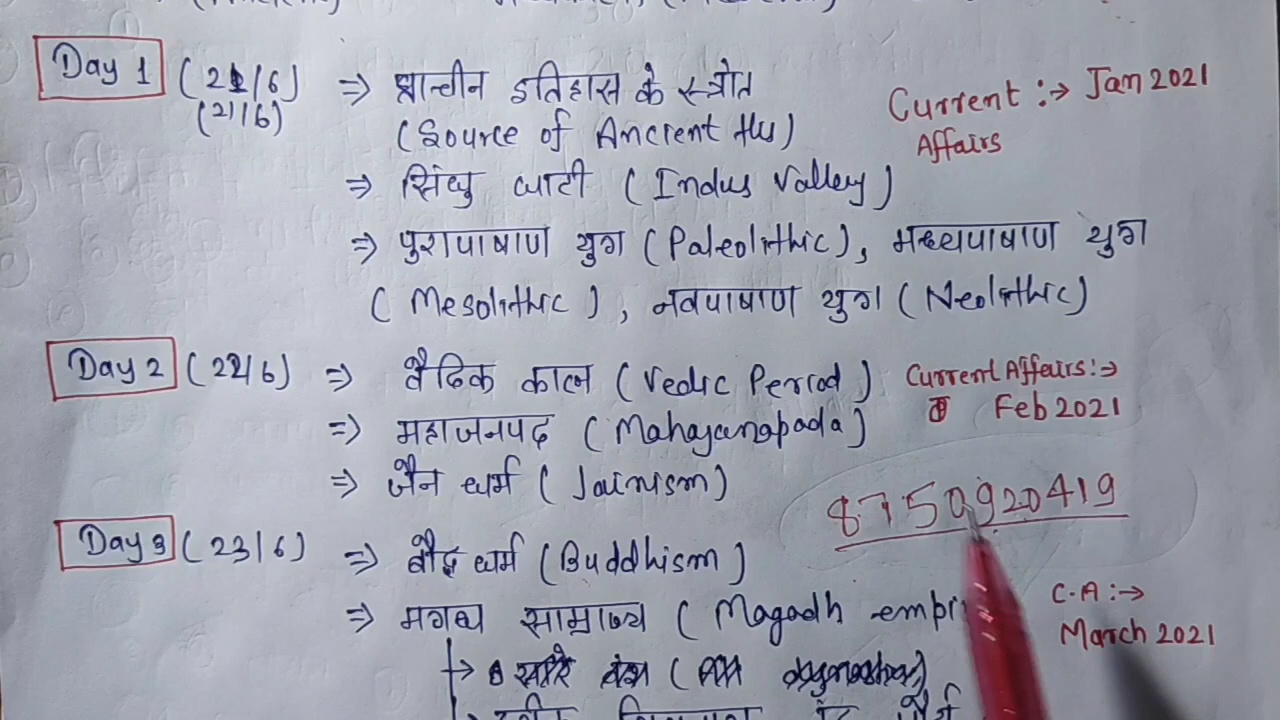 Day 1 (21/6) ⇒ प्राचीन इतिहास के स्त्रोत
(21/6) (Source of Ancient His)
Current :→ Jan 2021
Affairs
⇒ सिंधु घाटी (Indus Valley)
⇒ पुरापाषाण युग (Paleolithic), मध्यपाषाण युग
(Mesolithic), नवपाषाण युग (Neolithic)
Day 2 (22/6) ⇒ वैदिक काल (Vedic Period)
Current Affairs :→
Feb 2021
⇒ महाजनपद (Mahajanapada)
⇒ जैन धर्म (Jainism)
8750920419
Day 3 (23/6) ⇒ बौद्ध धर्म (Buddhism)
⇒ मगध साम्राज्य (Magadh empi
C.A :→
March 2021
→ सारे वंश (All